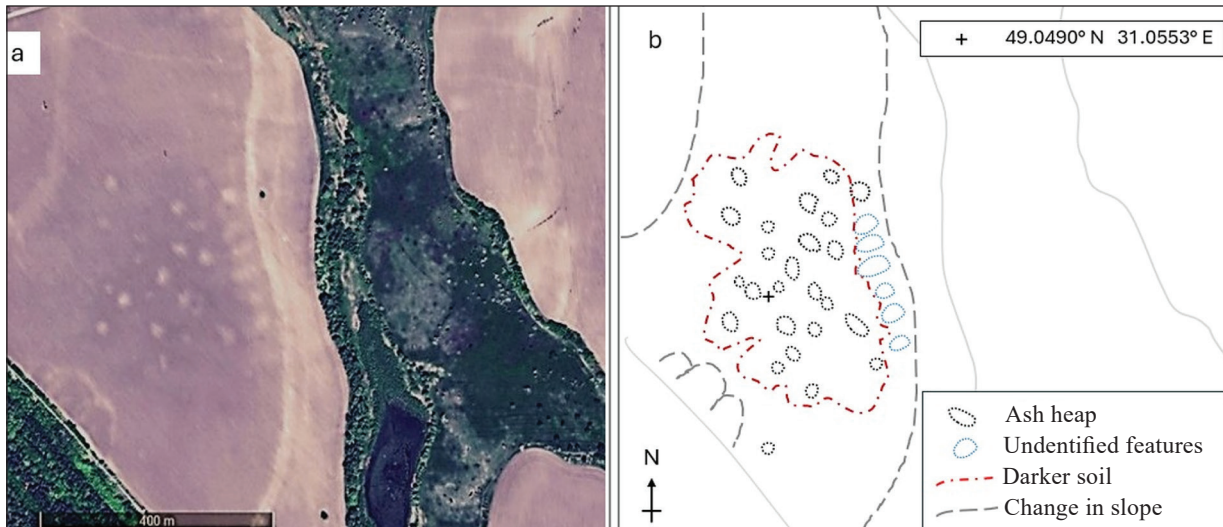 a
400 m
b
+ 49.0490° N 31.0553° E
N
Ash heap
Undentified features
Darker soil
Change in slope